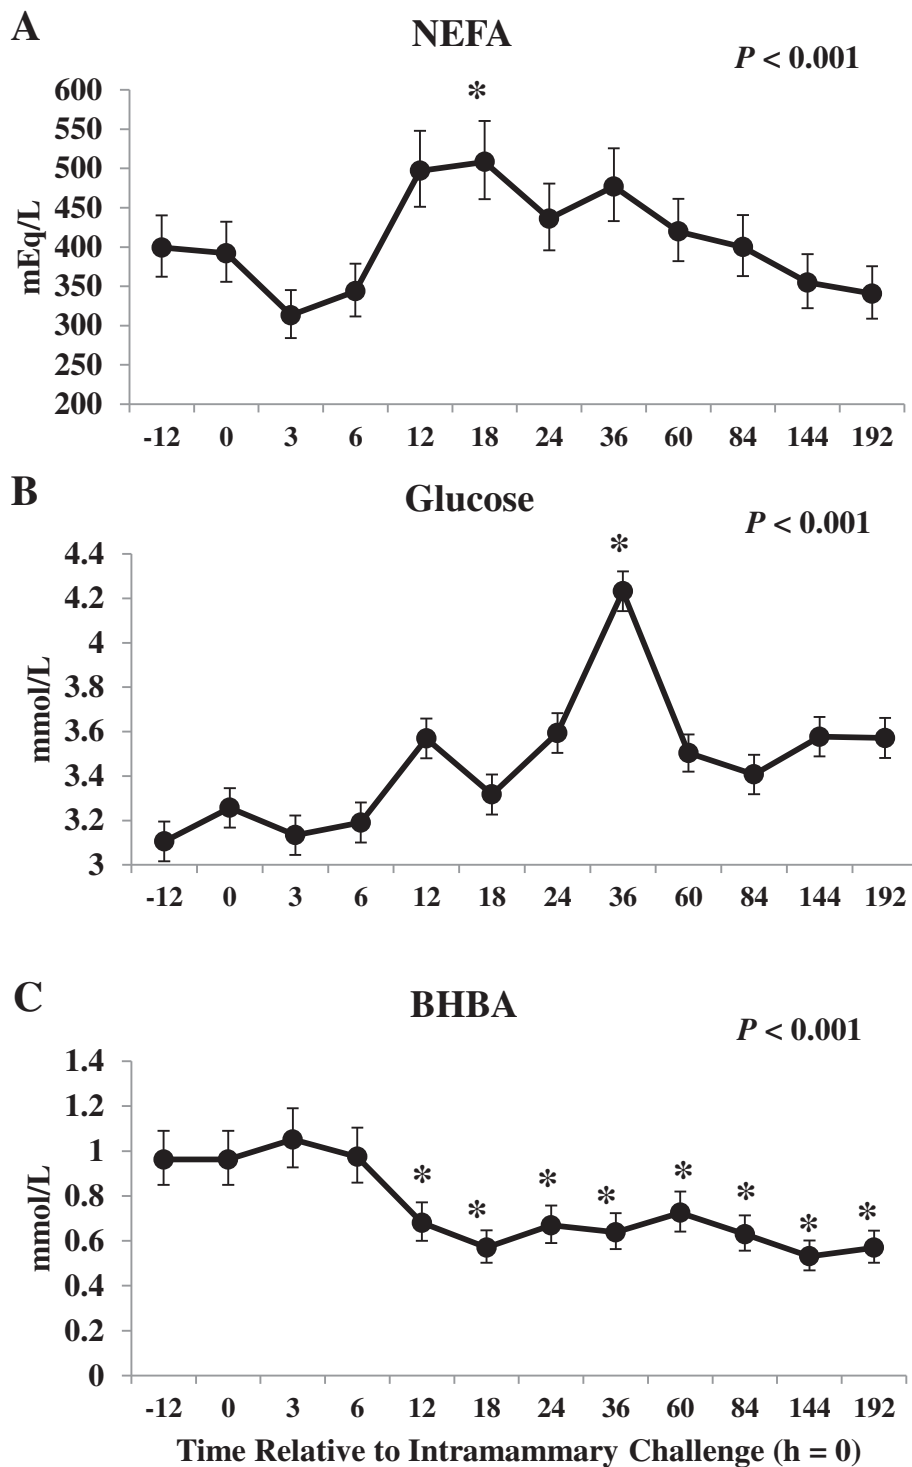 A
NEFA
P < 0.001
*
600
550
500
450
400
350
300
250
200
mEq/L
-12 0 3 6 12 18 24 36 60 84 144 192
B
Glucose
P < 0.001
*
4.4
4.2
4
3.8
3.6
3.4
3.2
3
mmol/L
-12 0 3 6 12 18 24 36 60 84 144 192
C
BHBA
P < 0.001
1.4
1.2
1
0.8
0.6
0.4
0.2
0
mmol/L
* * * * * * * *
-12 0 3 6 12 18 24 36 60 84 144 192
Time Relative to Intramammary Challenge (h = 0)